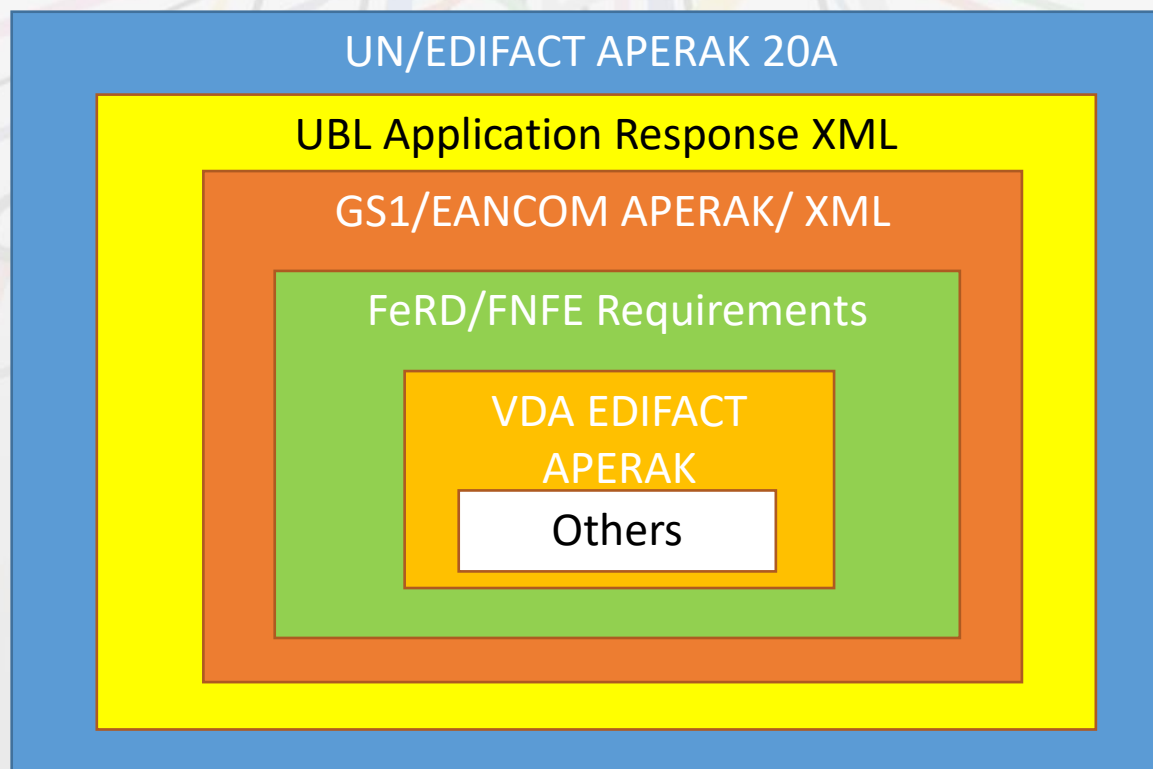 UN/EDIFACT APERAK 20A
UBL Application Response XML
GS1/EANCOM APERAK/ XML
FeRD/FNFE Requirements
VDA EDIFACT
APERAK
Others